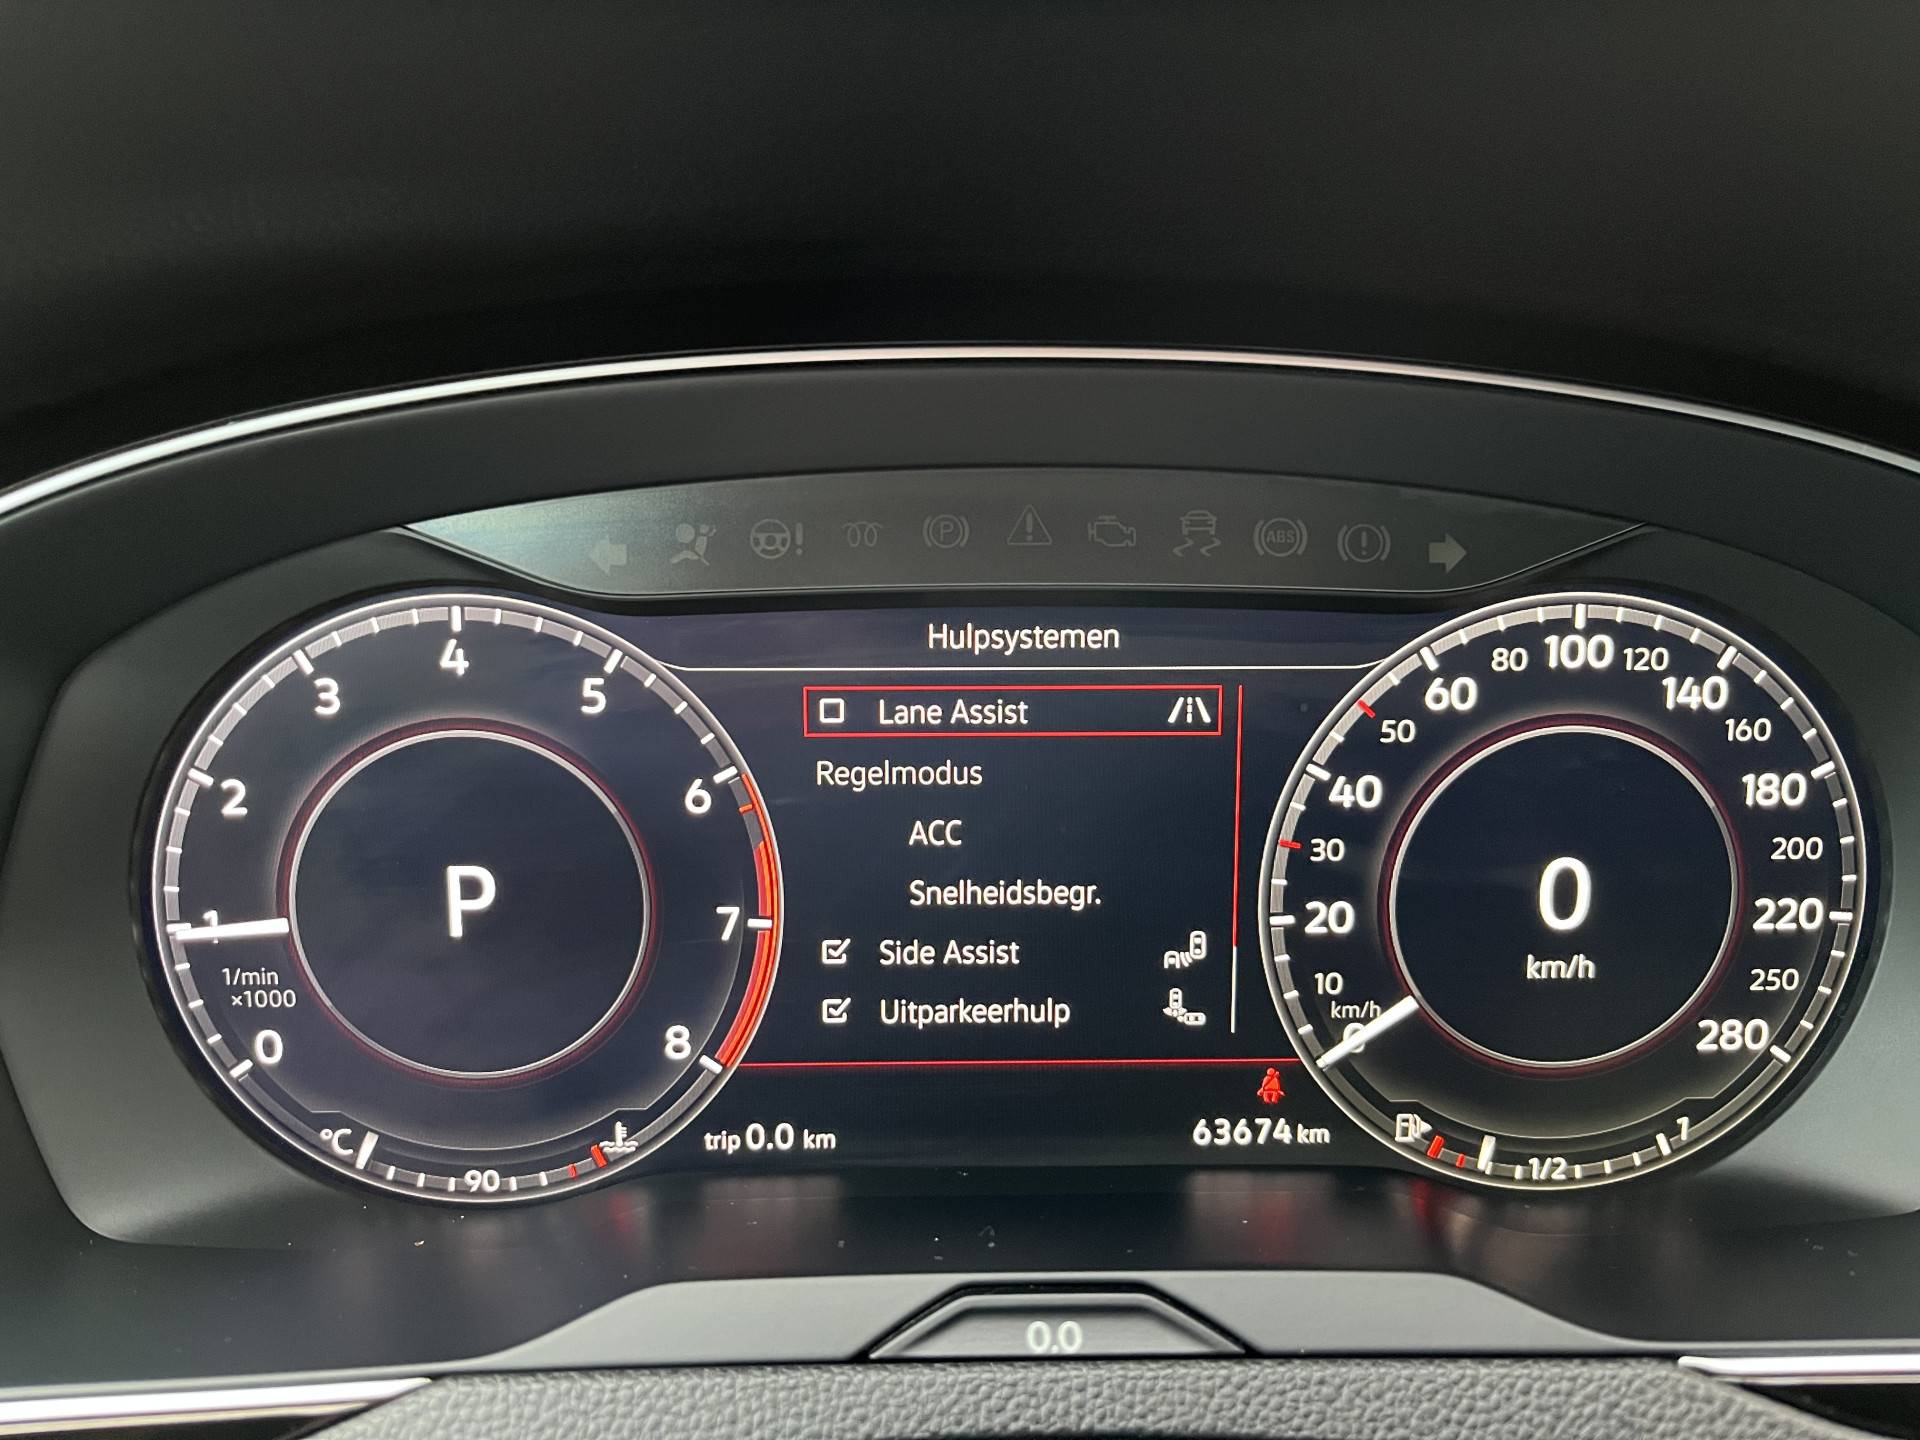 P
ABS
Hulpsystemen
Lane Assist
Regelmodus
ACC
Snelheidsbegr.
Side Assist
Uitparkeerhulp
0
1
2
3
4
5
6
7
8
1/min
×1000
P
°C
90
trip 0.0 km
63674 km
0
10
20
30
40
50
60
80
100
120
140
160
180
200
220
250
280
km/h
0
km/h
1/2
1
0.0